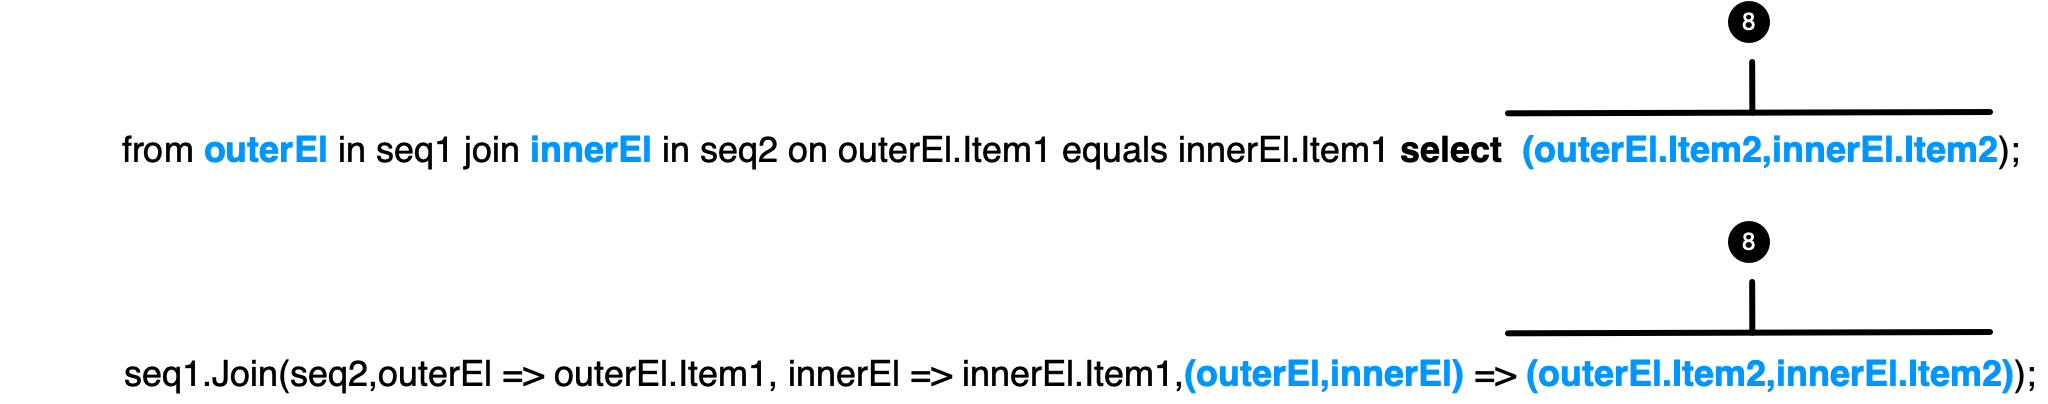 8
from outerEl in seq1 join innerEl in seq2 on outerEl.Item1 equals innerEl.Item1 select (outerEl.Item2,innerEl.Item2);
8
seq1.Join(seq2,outerEl => outerEl.Item1, innerEl => innerEl.Item1,(outerEl,innerEl) => (outerEl.Item2,innerEl.Item2));